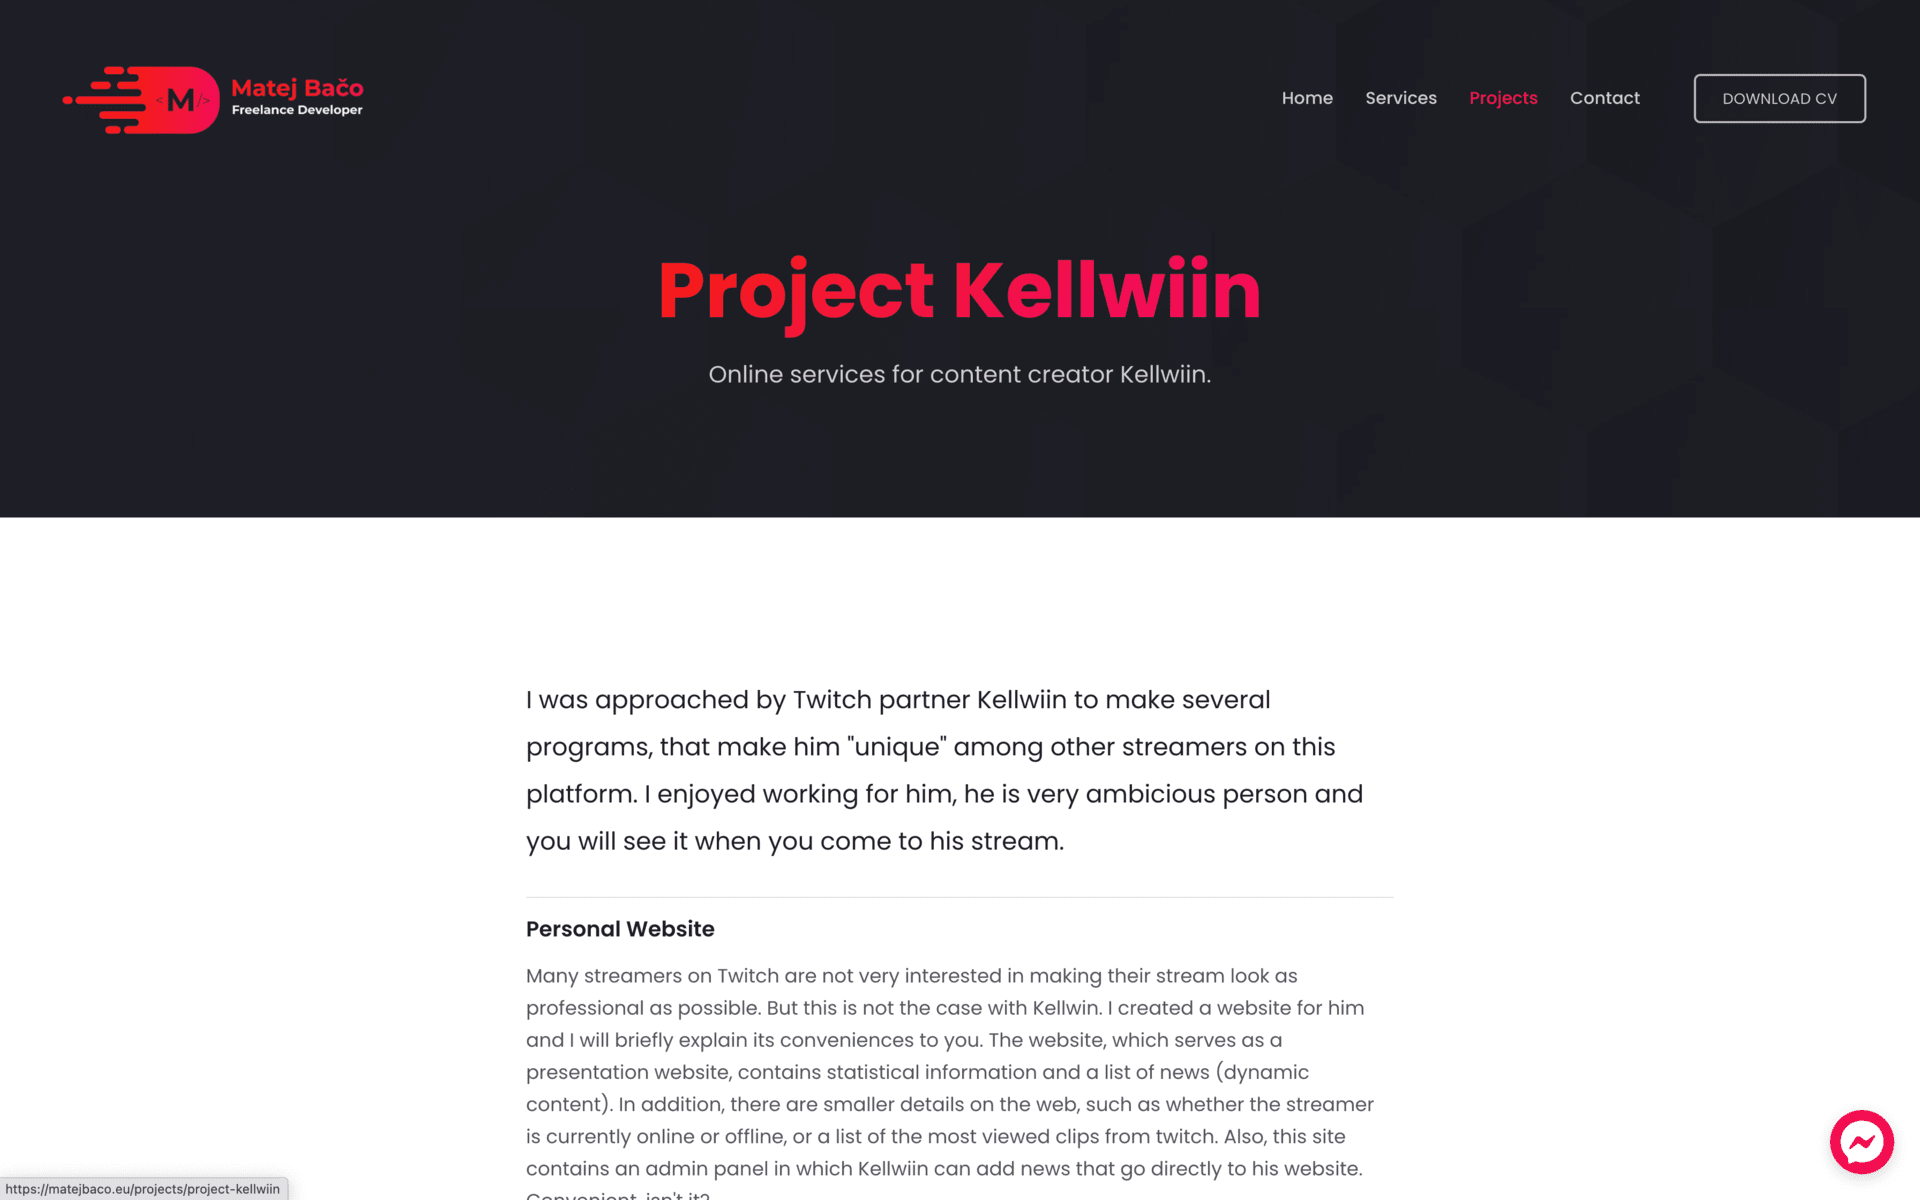 <M/>
Matej Bačo
Freelance Developer
Home
Services
Projects
Contact
DOWNLOAD CV
Project Kellwiin
Online services for content creator Kellwiin.
I was approached by Twitch partner Kellwiin to make several
programs, that make him "unique" among other streamers on this
platform. I enjoyed working for him, he is very ambicious person and
you will see it when you come to his stream.
Personal Website
Many streamers on Twitch are not very interested in making their stream look as
professional as possible. But this is not the case with Kellwin. I created a website for him
and I will briefly explain its conveniences to you. The website, which serves as a
presentation website, contains statistical information and a list of news (dynamic
content). In addition, there are smaller details on the web, such as whether the streamer
is currently online or offline, or a list of the most viewed clips from twitch. Also, this site
contains an admin panel in which Kellwiin can add news that go directly to his website.
Convenient, isn't it?
https://matejbaco.eu/projects/project-kellwiin